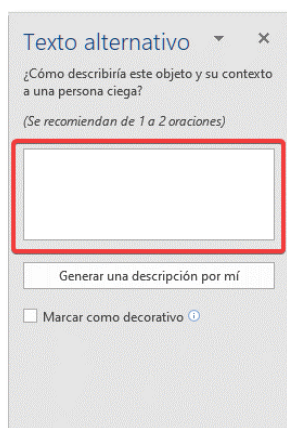 Texto alternativo
¿Cómo describiría este objeto y su contexto
a una persona ciega?
(Se recomiendan de 1 a 2 oraciones)
Generar una descripción por mí
Marcar como decorativo